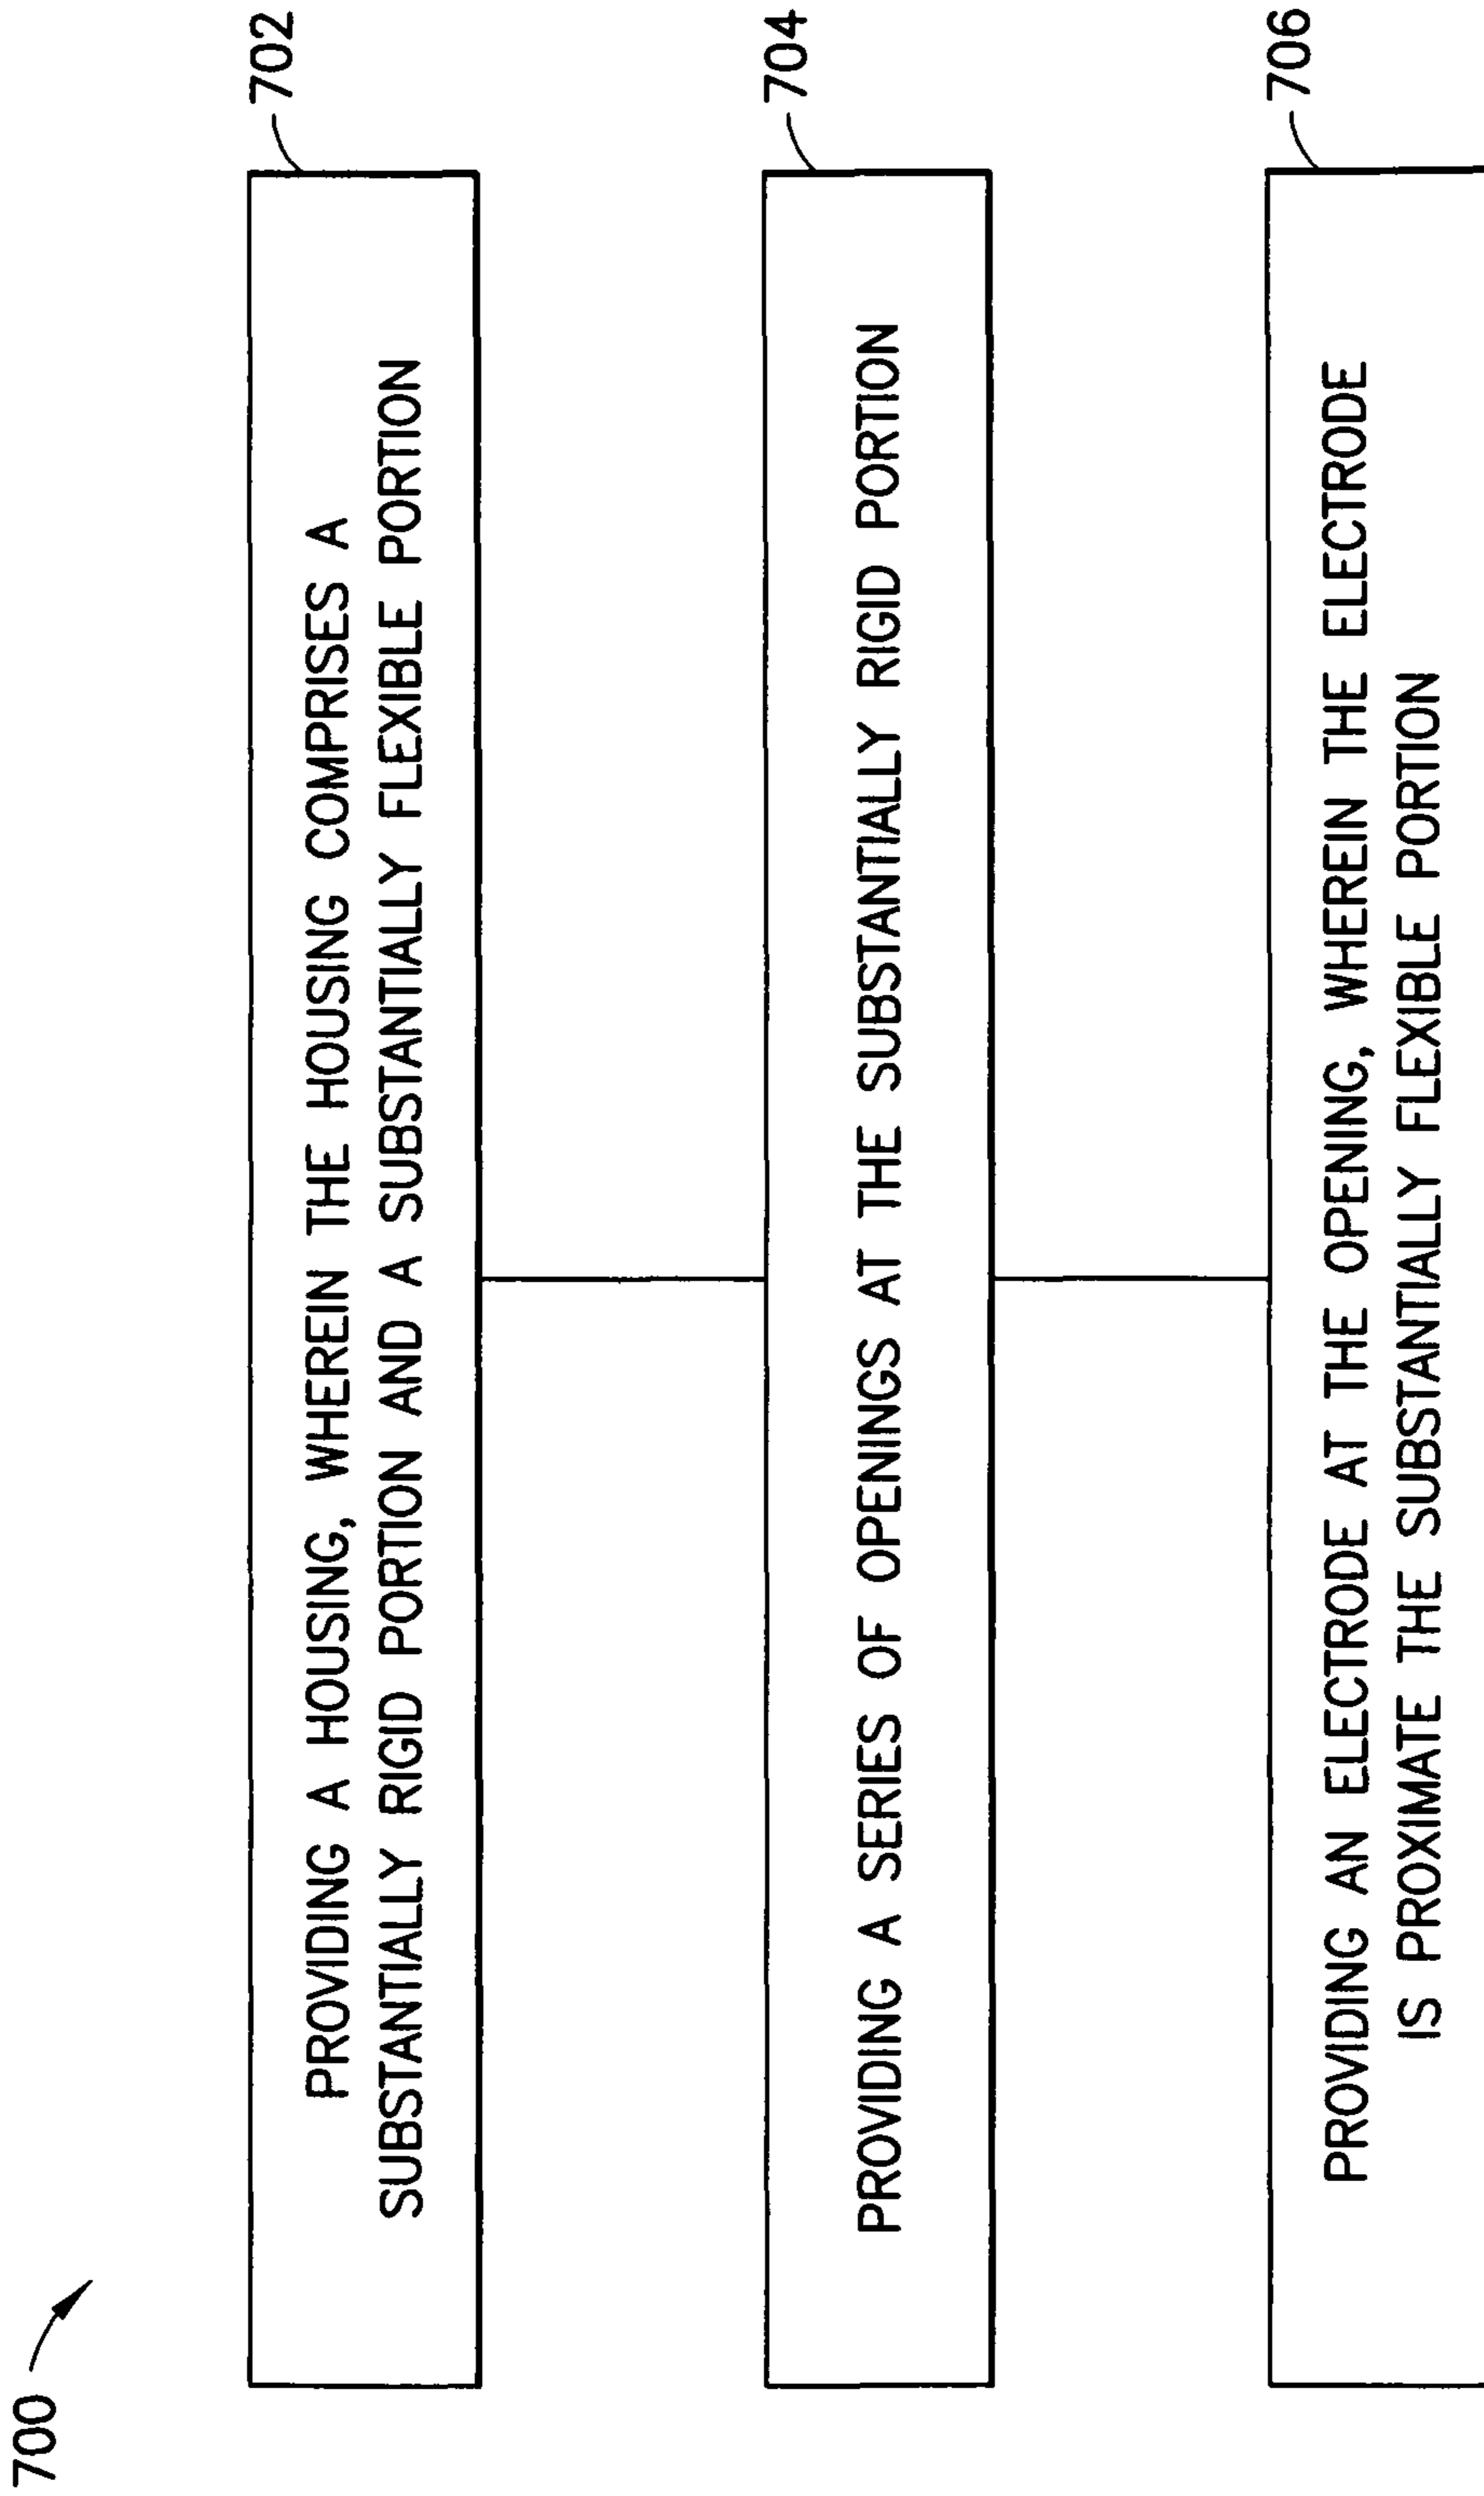 700
702
PROVIDING A HOUSING, WHEREIN THE HOUSING COMPRISES A
SUBSTANTIALLY RIGID PORTION AND A SUBSTANTIALLY FLEXIBLE PORTION
704
PROVIDING A SERIES OF OPENINGS AT THE SUBSTANTIALLY RIGID PORTION
706
PROVIDING AN ELECTRODE AT THE OPENING, WHEREIN THE ELECTRODE
IS PROXIMATE THE SUBSTANTIALLY FLEXIBLE PORTION